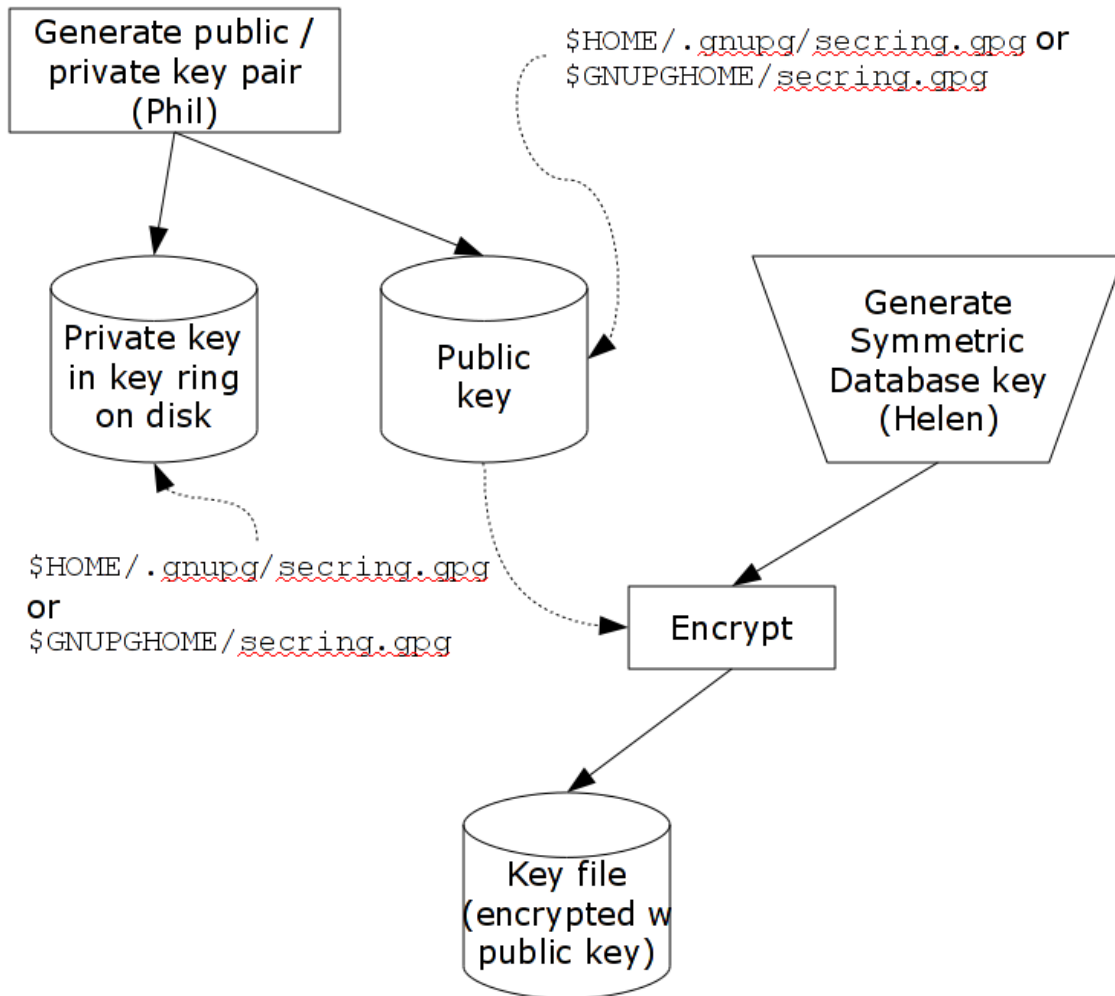 Generate public /
private key pair
(Phil)
$HOME/.gnupg/secring.gpg or
$GNUPGHOME/secring.gpg
Private key
in key ring
on disk
Public
key
Generate
Symmetric
Database key
(Helen)
$HOME/.gnupg/secring.gpg
or
$GNUPGHOME/secring.gpg
Encrypt
Key file
(encrypted w
public key)